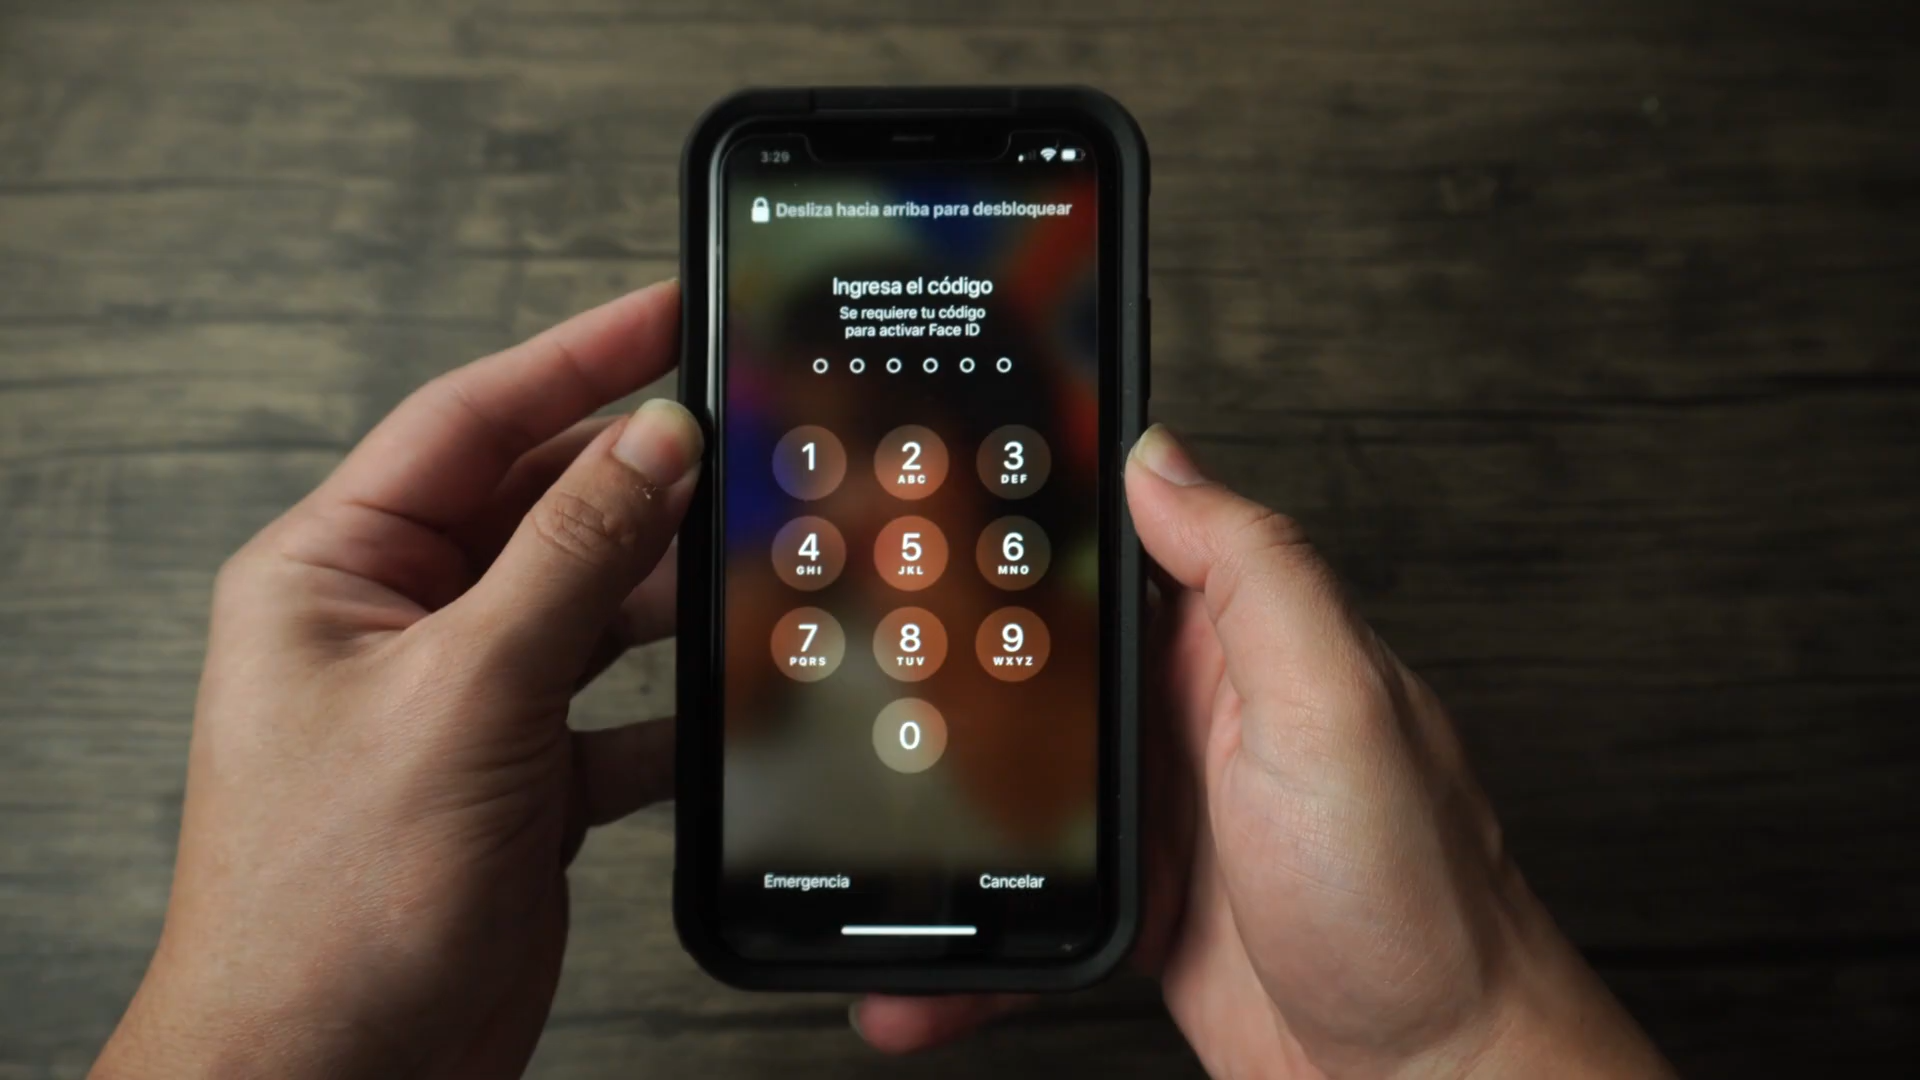 3:29
Desliza hacia arriba para desbloquear
Ingresa el código
Se requiere tu código
para activar Face ID
1 2 3
ABC DEF
4 5 6
GHI JKL MNO
7 8 9
PQRS TUV WXYZ
0
Emergencia Cancelar